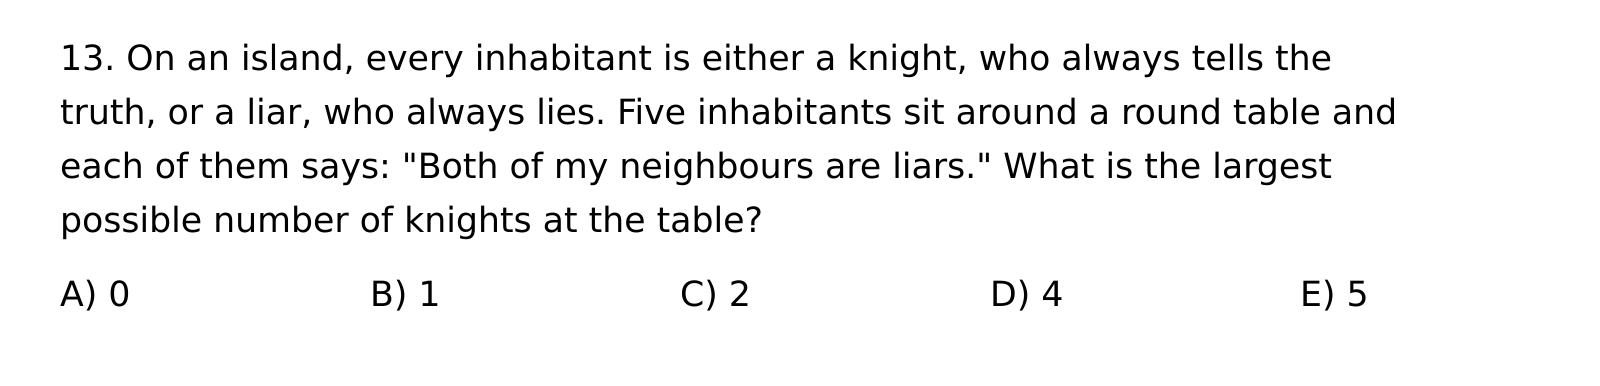 13. On an island, every inhabitant is either a knight, who always tells the
truth, or a liar, who always lies. Five inhabitants sit around a round table and
each of them says: "Both of my neighbours are liars." What is the largest
possible number of knights at the table?
A) 0 B) 1 C) 2 D) 4 E) 5